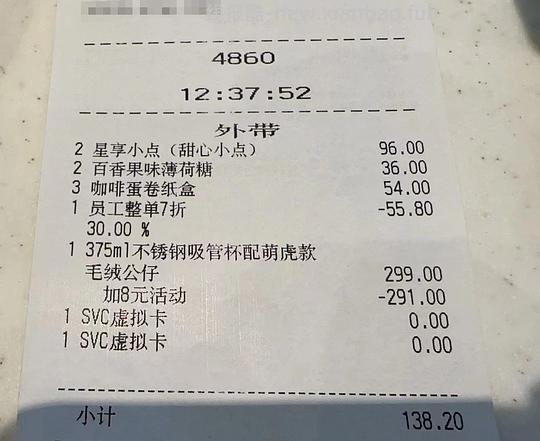 4860
12:37:52
外带
2 星享小点（甜心小点） 96.00
2 百香果味薄荷糖 36.00
3 咖啡蛋卷纸盒 54.00
1 员工整单7折 -55.80
30.00 %
1 375ml不锈钢吸管杯配萌虎款
毛绒公仔 299.00
加8元活动 -291.00
1 SVC虚拟卡 0.00
1 SVC虚拟卡 0.00
小计 138.20